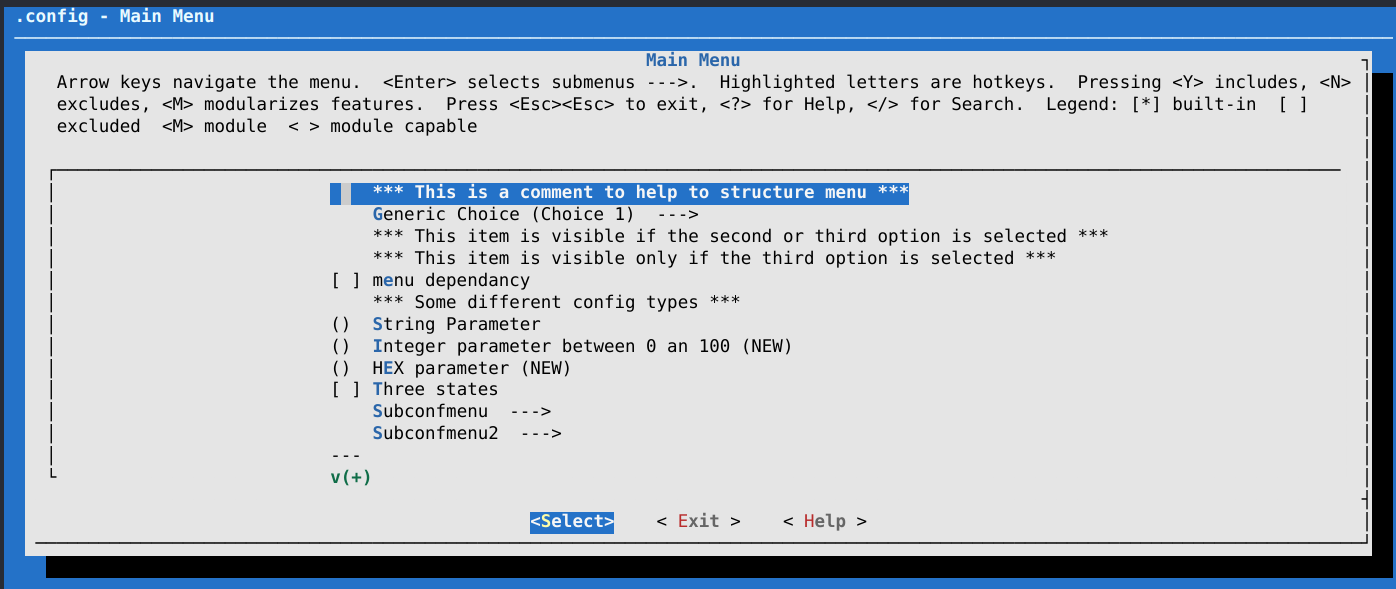 .config - Main Menu
Main Menu
Arrow keys navigate the menu.  <Enter> selects submenus --->.  Highlighted letters are hotkeys.  Pressing <Y> includes, <N>
excludes, <M> modularizes features.  Press <Esc><Esc> to exit, <?> for Help, </> for Search.  Legend: [*] built-in  [ ]
excluded  <M> module  < > module capable
*** This is a comment to help to structure menu ***
Generic Choice (Choice 1)  --->
*** This item is visible if the second or third option is selected ***
*** This item is visible only if the third option is selected ***
[ ] menu dependancy
*** Some different config types ***
()  String Parameter
()  Integer parameter between 0 an 100 (NEW)
()  HEX parameter (NEW)
[ ] Three states
Subconfmenu  --->
Subconfmenu2  --->
---
v(+)
<Select>    < Exit >    < Help >